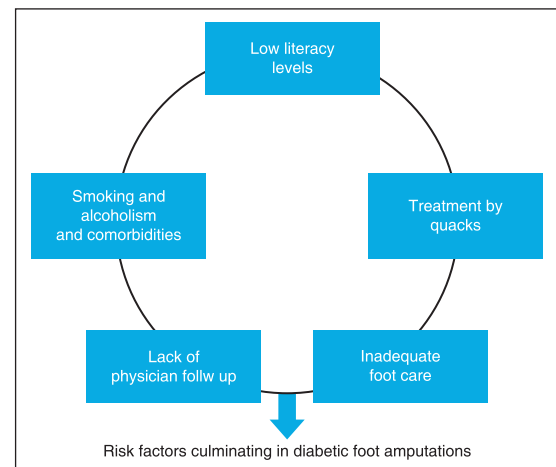 Low literacy
levels
Smoking and
alcoholism
and comorbidities
Treatment by
quacks
Lack of
physician follw up
Inadequate
foot care
Risk factors culminating in diabetic foot amputations